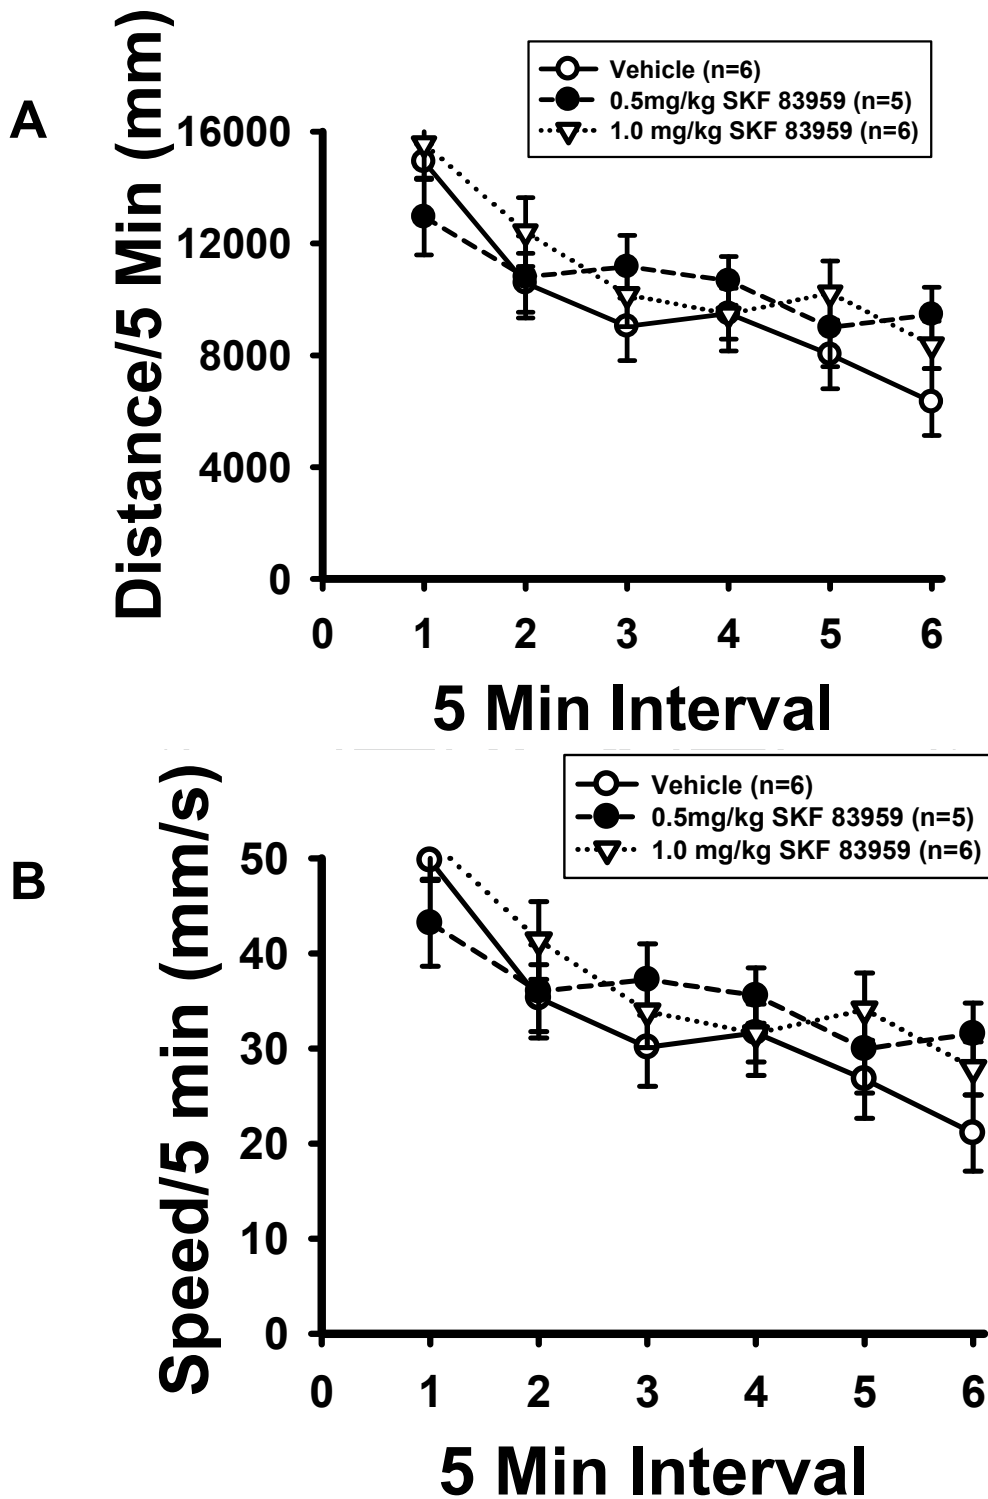 A
Distance/5 Min (mm)
Vehicle (n=6)
0.5mg/kg SKF 83959 (n=5)
1.0 mg/kg SKF 83959 (n=6)
16000
12000
8000
4000
0
0 1 2 3 4 5 6
5 Min Interval
B
Speed/5 min (mm/s)
Vehicle (n=6)
0.5mg/kg SKF 83959 (n=5)
1.0 mg/kg SKF 83959 (n=6)
50
40
30
20
10
0
0 1 2 3 4 5 6
5 Min Interval